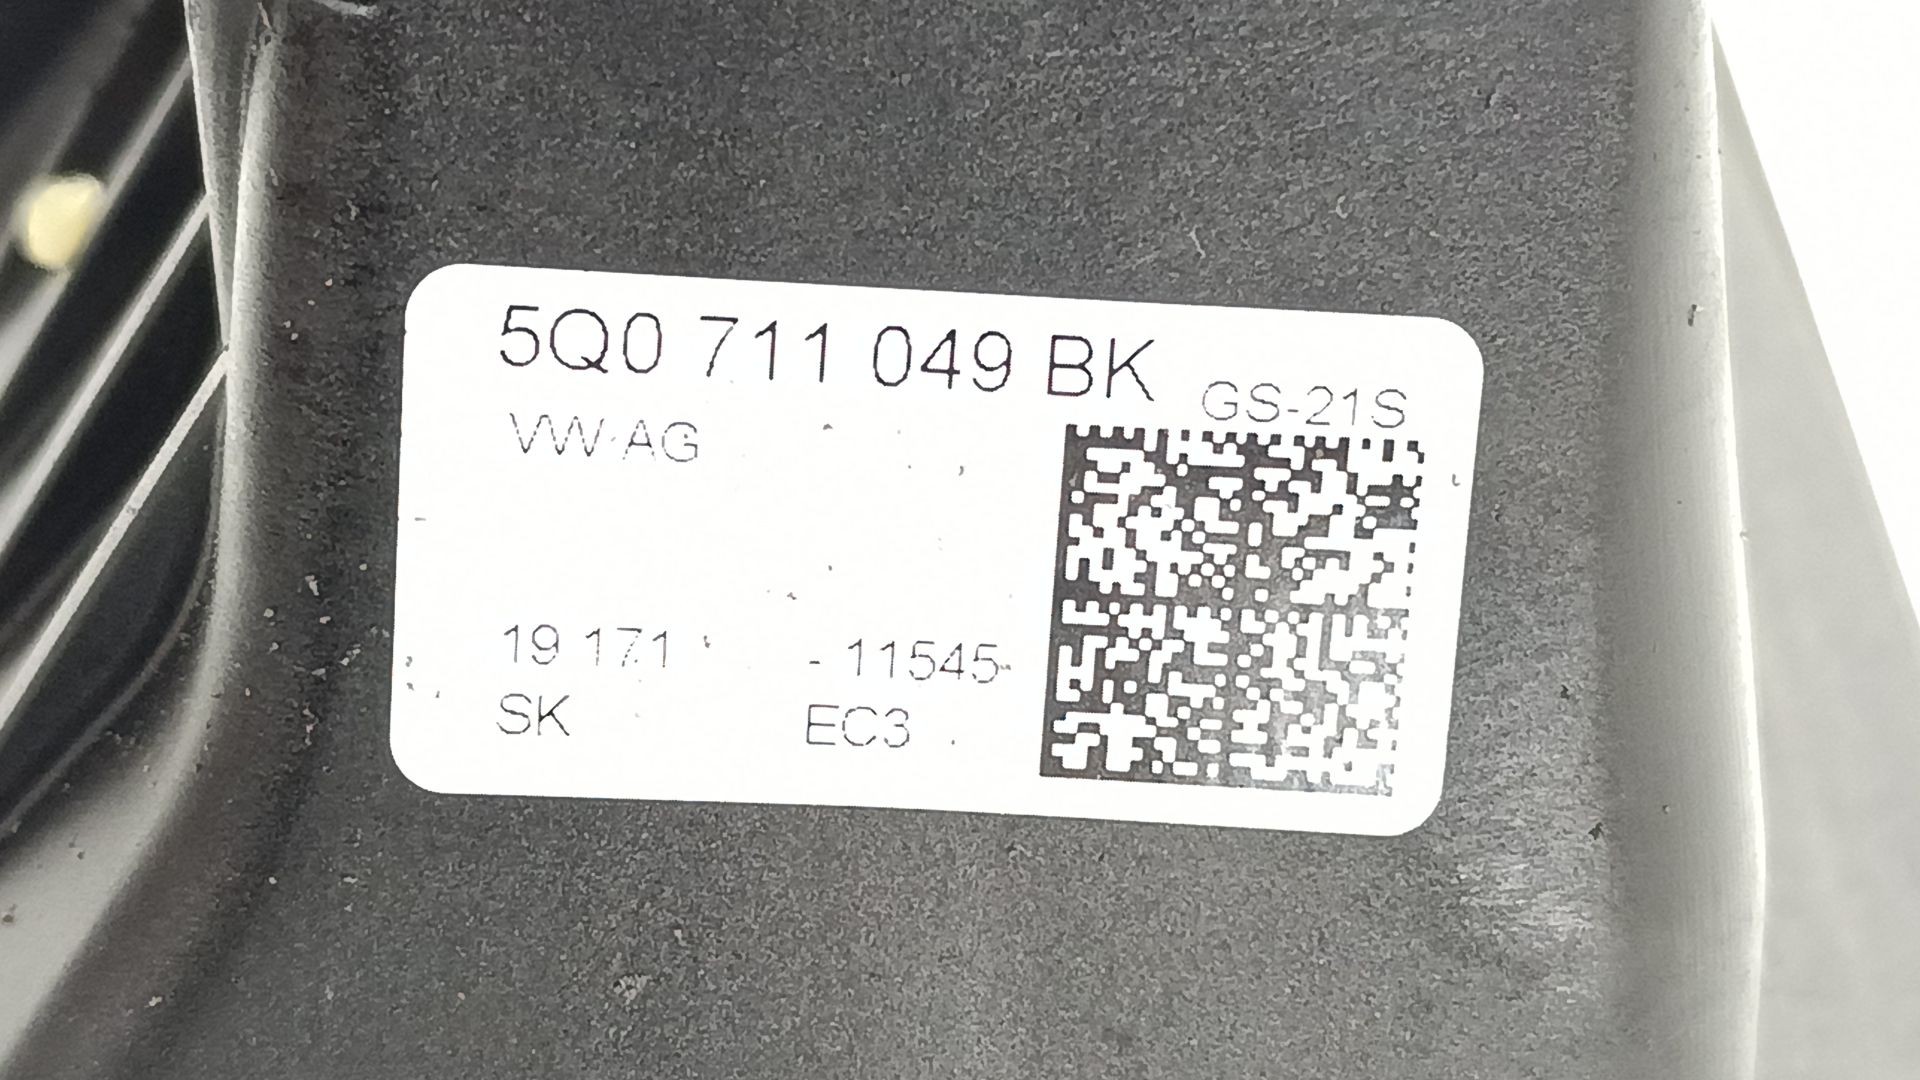 5Q0 711 049 BK
GS-21S
VW AG
19 171 - 11545-
SK EC3